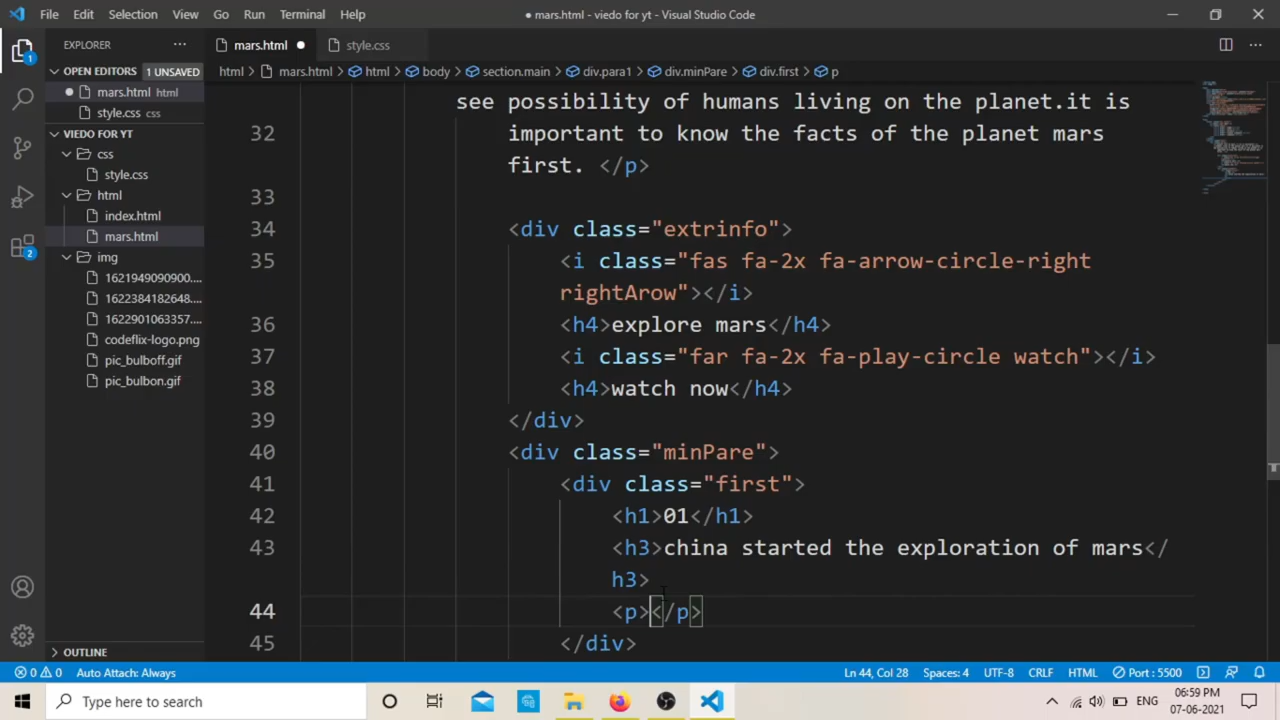 File Edit Selection View Go Run Terminal Help
● mars.html - viedo for yt - Visual Studio Code
EXPLORER ···
mars.html ●
style.css
OPEN EDITORS 1 UNSAVED
html > mars.html > html > body > section.main > div.para1 > div.minPare > div.first > p
● mars.html html
style.css css
VIEDO FOR YT
css
style.css
html
index.html
mars.html
img
1621949090900....
1622384182648....
1622901063357....
codeflix-logo.png
pic_bulboff.gif
pic_bulbon.gif
OUTLINE
1
2
see possibility of humans living on the planet.it is
32 important to know the facts of the planet mars
first. </p>
33
34 <div class="extrinfo">
35 <i class="fas fa-2x fa-arrow-circle-right
rightArow"></i>
36 <h4>explore mars</h4>
37 <i class="far fa-2x fa-play-circle watch"></i>
38 <h4>watch now</h4>
39 </div>
40 <div class="minPare">
41 <div class="first">
42 <h1>01</h1>
43 <h3>china started the exploration of mars</
h3>
44 <p></p>
45 </div>
0 0 Auto Attach: Always
Ln 44, Col 28 Spaces: 4 UTF-8 CRLF HTML Port : 5500
Type here to search
ENG
06:59 PM
07-06-2021